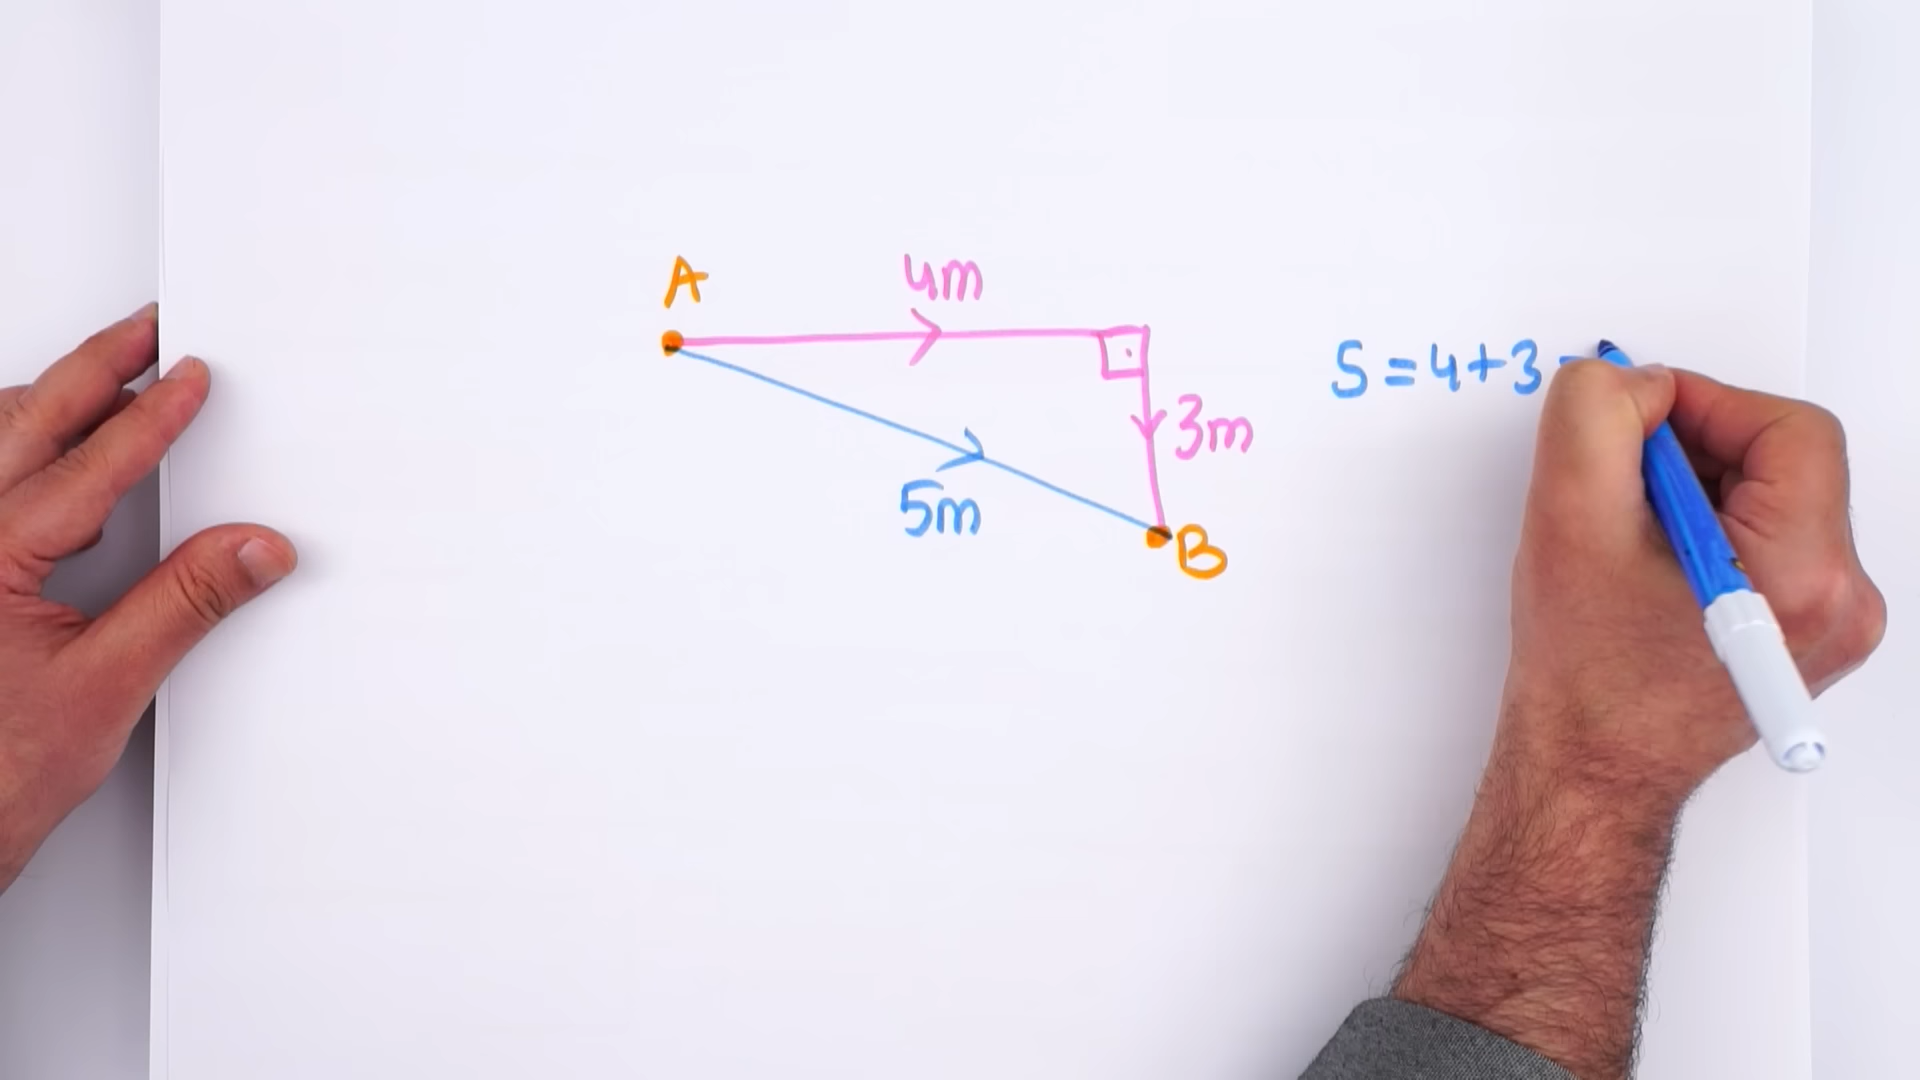 A
4m
S = 4+3 =
3m
5m
B